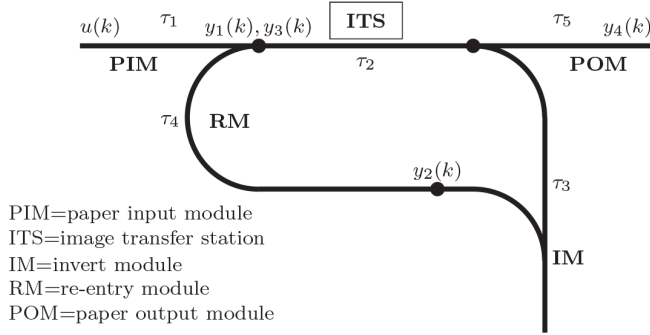 u(k) τ₁ y₁(k), y₃(k) ITS τ₅ y₄(k)
PIM τ₂ POM
τ₄ RM
y₂(k)
τ₃
IM
PIM=paper input module
ITS=image transfer station
IM=invert module
RM=re-entry module
POM=paper output module